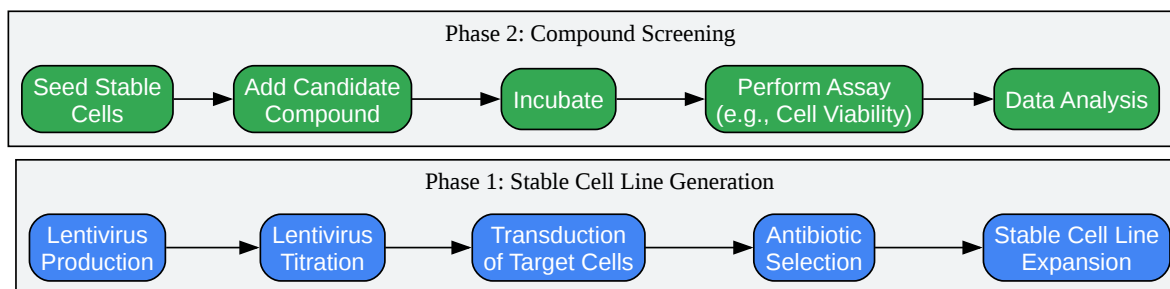 Phase 2: Compound Screening
Seed Stable
Cells
Add Candidate
Compound
Incubate
Perform Assay
(e.g., Cell Viability)
Data Analysis
Phase 1: Stable Cell Line Generation
Lentivirus
Production
Lentivirus
Titration
Transduction
of Target Cells
Antibiotic
Selection
Stable Cell Line
Expansion